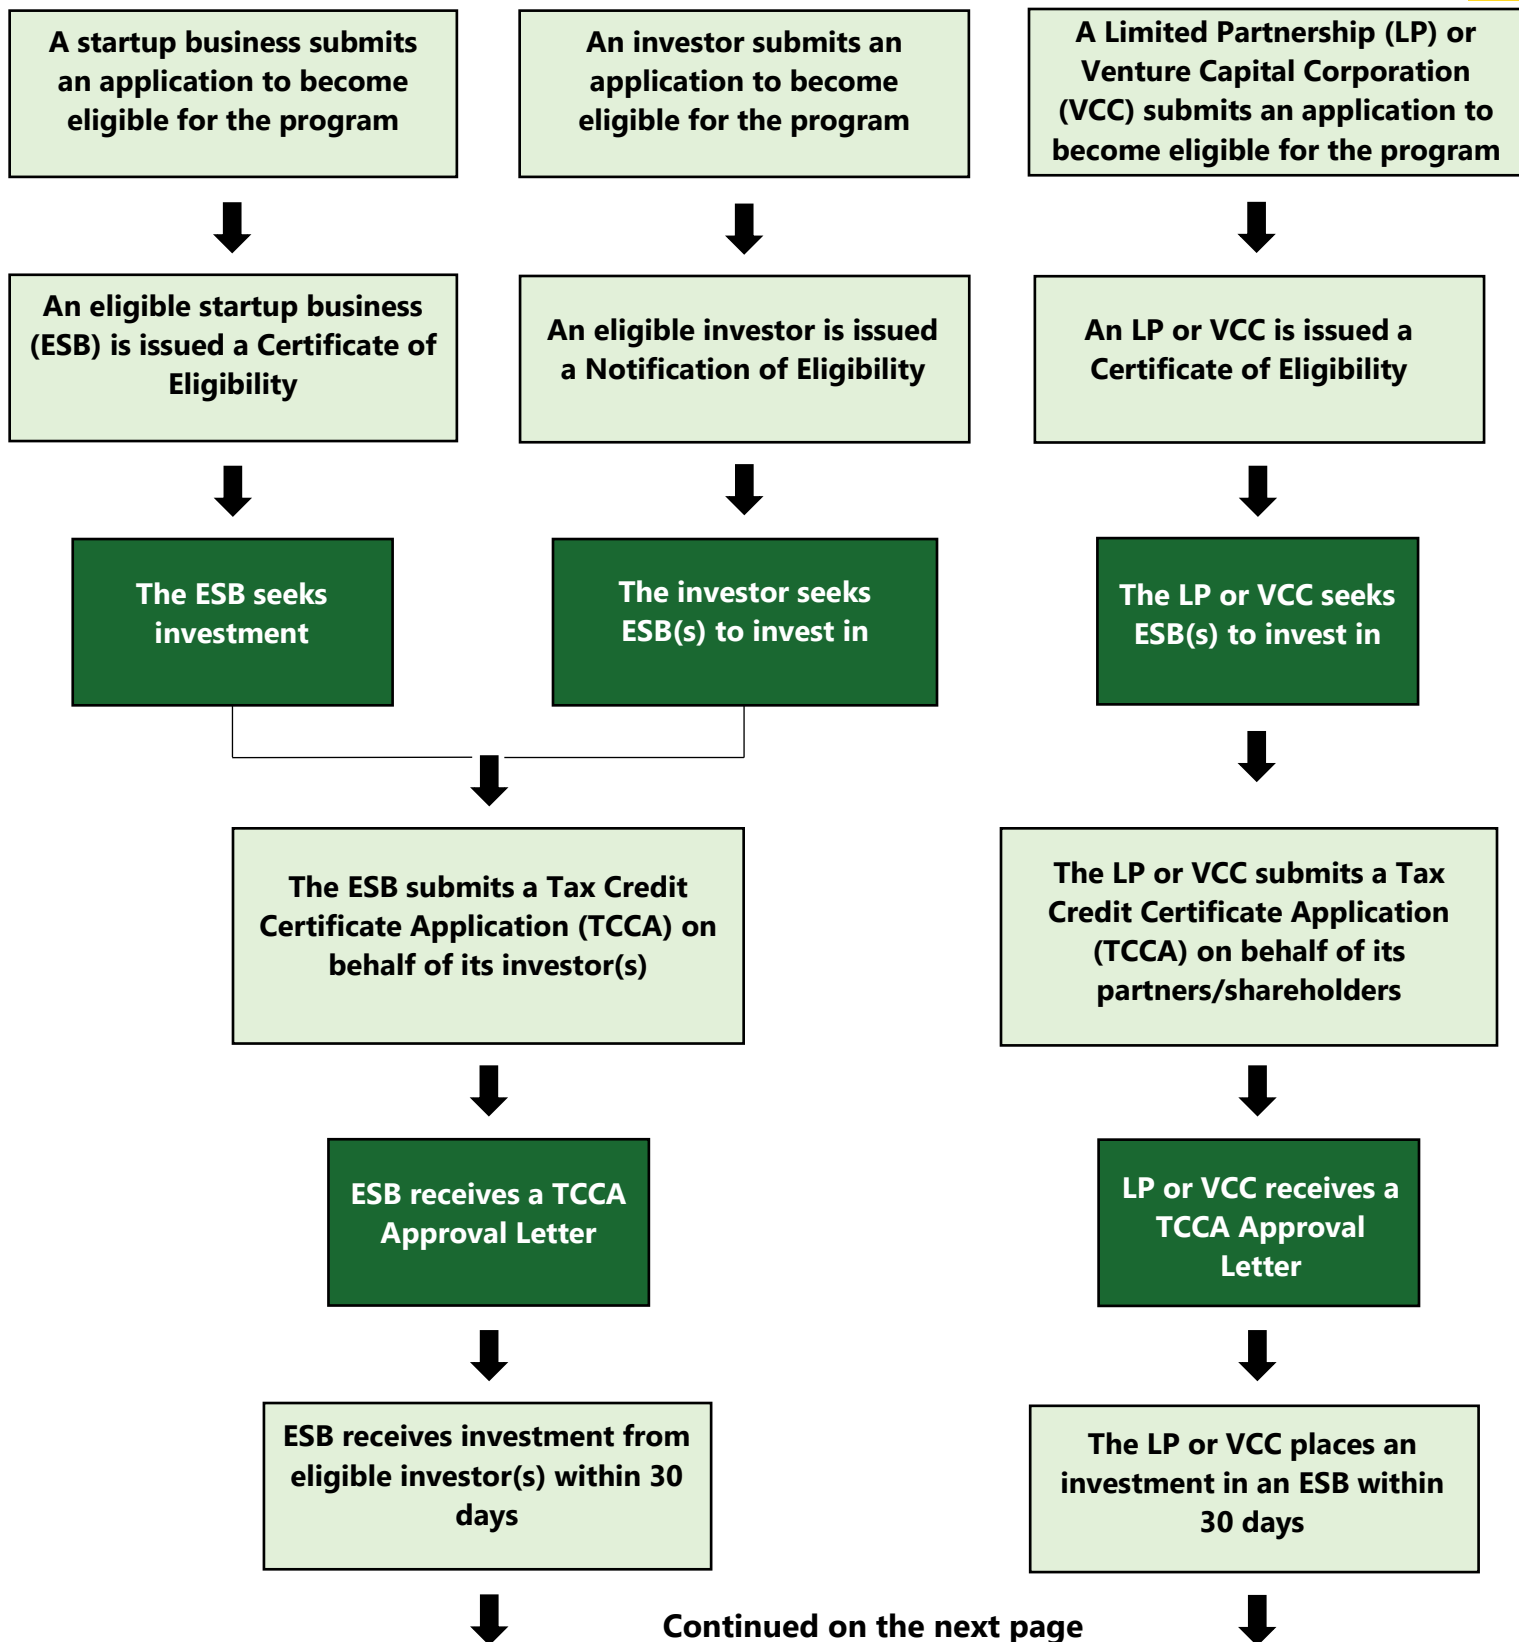 A startup business submits
an application to become
eligible for the program
An investor submits an
application to become
eligible for the program
A Limited Partnership (LP) or
Venture Capital Corporation
(VCC) submits an application to
become eligible for the program
An eligible startup business
(ESB) is issued a Certificate of
Eligibility
An eligible investor is issued
a Notification of Eligibility
An LP or VCC is issued a
Certificate of Eligibility
The ESB seeks
investment
The investor seeks
ESB(s) to invest in
The LP or VCC seeks
ESB(s) to invest in
The ESB submits a Tax Credit
Certificate Application (TCCA) on
behalf of its investor(s)
The LP or VCC submits a Tax
Credit Certificate Application
(TCCA) on behalf of its
partners/shareholders
ESB receives a TCCA
Approval Letter
LP or VCC receives a
TCCA Approval
Letter
ESB receives investment from
eligible investor(s) within 30
days
The LP or VCC places an
investment in an ESB within
30 days
Continued on the next page